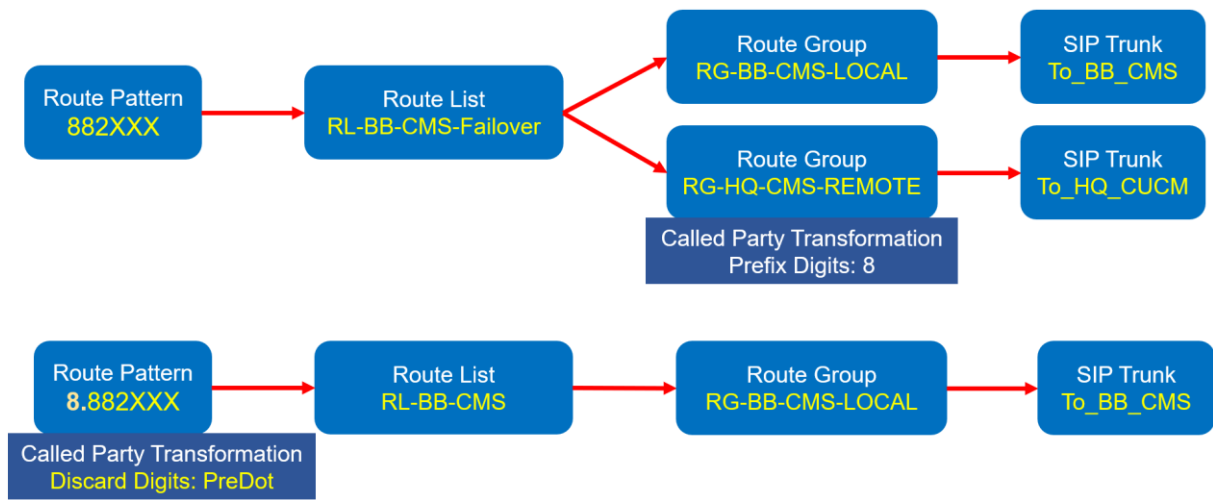 Route Pattern
882XXX
Route List
RL-BB-CMS-Failover
Route Group
RG-BB-CMS-LOCAL
SIP Trunk
To_BB_CMS
Route Group
RG-HQ-CMS-REMOTE
SIP Trunk
To_HQ_CUCM
Called Party Transformation
Prefix Digits: 8
Route Pattern
8.882XXX
Called Party Transformation
Discard Digits: PreDot
Route List
RL-BB-CMS
Route Group
RG-BB-CMS-LOCAL
SIP Trunk
To_BB_CMS